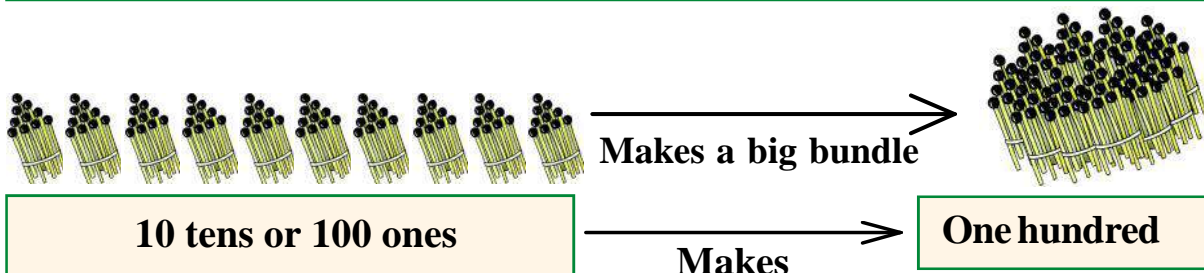 Makes a big bundle
10 tens or 100 ones
Makes
One hundred